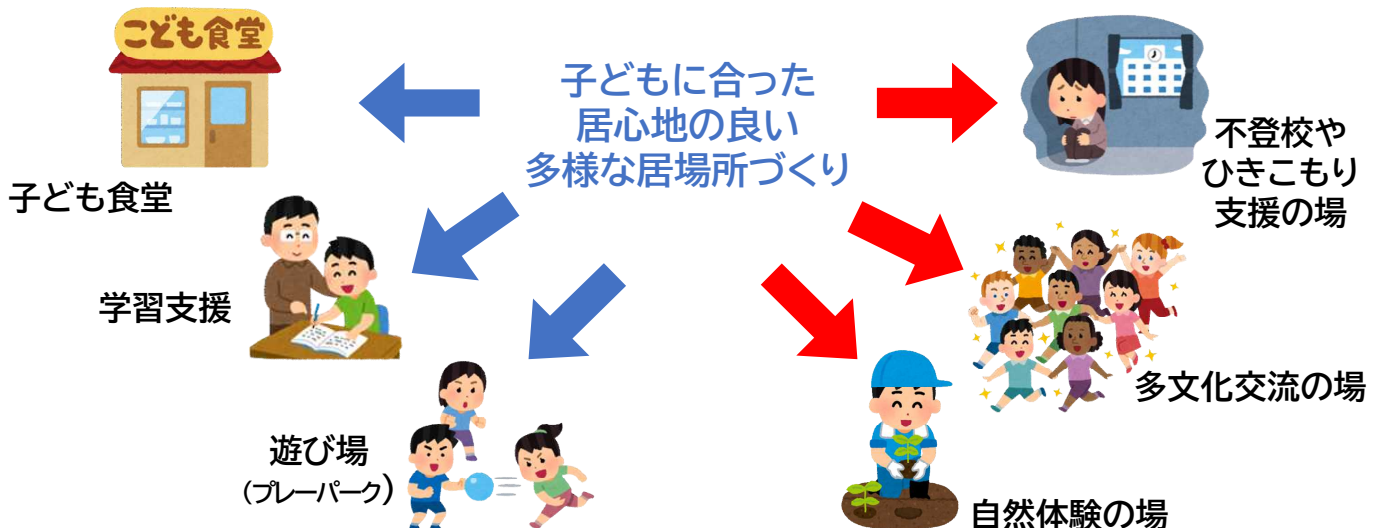 こども食堂
子どもに合った
居心地の良い
多様な居場所づくり
子ども食堂
不登校や
ひきこもり
支援の場
学習支援
多文化交流の場
遊び場
(プレーパーク)
自然体験の場